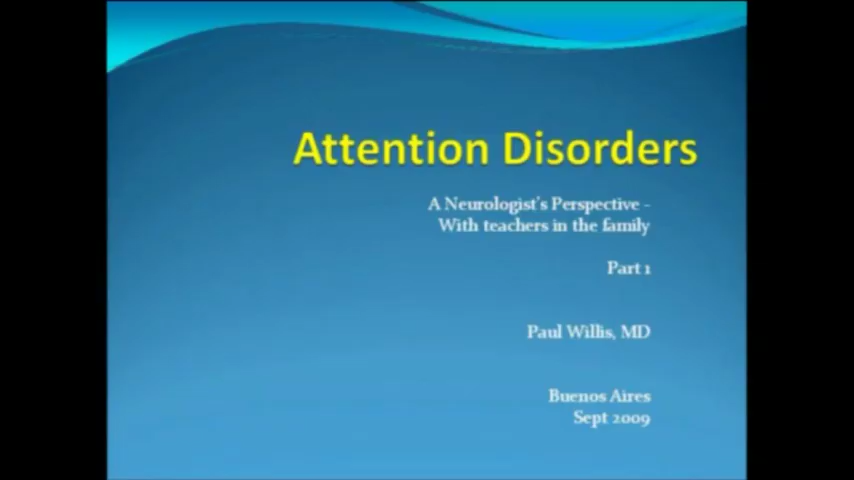 Attention Disorders
A Neurologist's Perspective -
With teachers in the family
Part 1
Paul Willis, MD
Buenos Aires
Sept 2009